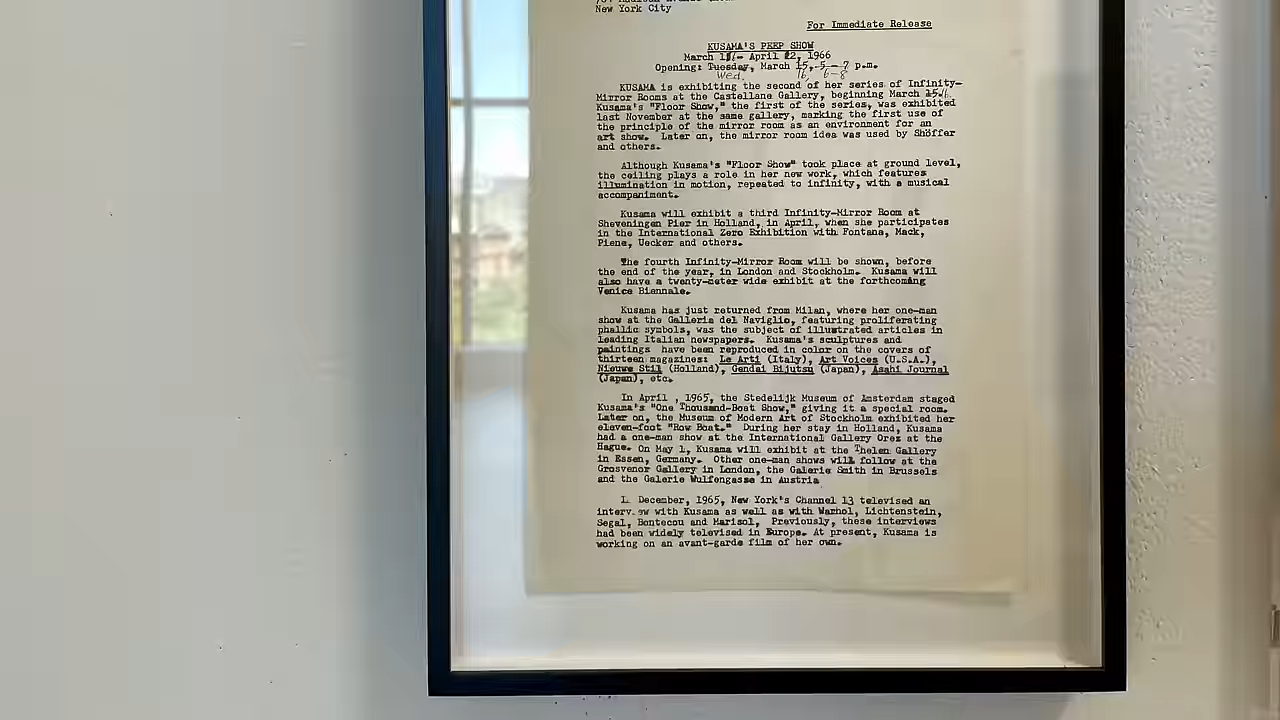 New York City
For Immediate Release
KUSAMA'S PEEP SHOW
March - April 22, 1966
Opening: Tuesday, March 15, 5 - 7 p.m.
Wed. 16, 6-8
KUSAMA is exhibiting the second of her series of Infinity-
Mirror Rooms at the Castellane Gallery, beginning March
Kusama's "Floor Show," the first of the series, was exhibited
last November at the same gallery, marking the first use of
the principle of the mirror room as an environment for an
art show. Later on, the mirror room idea was used by Shöffer
and others.
Although Kusama's "Floor Show" took place at ground level,
the ceiling plays a role in her new work, which features
illumination in motion, repeated to infinity, with a musical
accompaniment.
Kusama will exhibit a third Infinity-Mirror Room at
Sheveningen Pier in Holland, in April, when she participates
in the International Zero Exhibition with Fontana, Mack,
Piene, Uecker and others.
The fourth Infinity-Mirror Room will be shown, before
the end of the year, in London and Stockholm. Kusama will
also have a twenty-meter wide exhibit at the forthcoming
Venice Biennale.
Kusama has just returned from Milan, where her one-man
show at the Galleria del Naviglio, featuring proliferating
phallic symbols, was the subject of illustrated articles in
leading Italian newspapers. Kusama's sculptures and
paintings have been reproduced in color on the covers of
thirteen magazines: Le Arti (Italy), Art Voices (U.S.A.),
Nieuwe Stil (Holland), Gendai Bijutsu (Japan), Asahi Journal
(Japan), etc.
In April , 1965, the Stedelijk Museum of Amsterdam staged
Kusama's "One Thousand-Boat Show," giving it a special room.
Later on, the Museum of Modern Art of Stockholm exhibited her
eleven-foot "Row Boat." During her stay in Holland, Kusama
had a one-man show at the International Gallery Orez at the
Hague. On May 1, Kusama will exhibit at the Thelen Gallery
in Essen, Germany. Other one-man shows will follow at the
Grosvenor Gallery in London, the Galerie Smith in Brussels
and the Galerie Wulfengasse in Austria
December, 1965, New York's Channel 13 televised an
interv ew with Kusama as well as with Warhol, Lichtenstein,
Segal, Bontecou and Marisol, Previously, these interviews
had been widely televised in Europe. At present, Kusama is
working on an avant-garde film of her own.